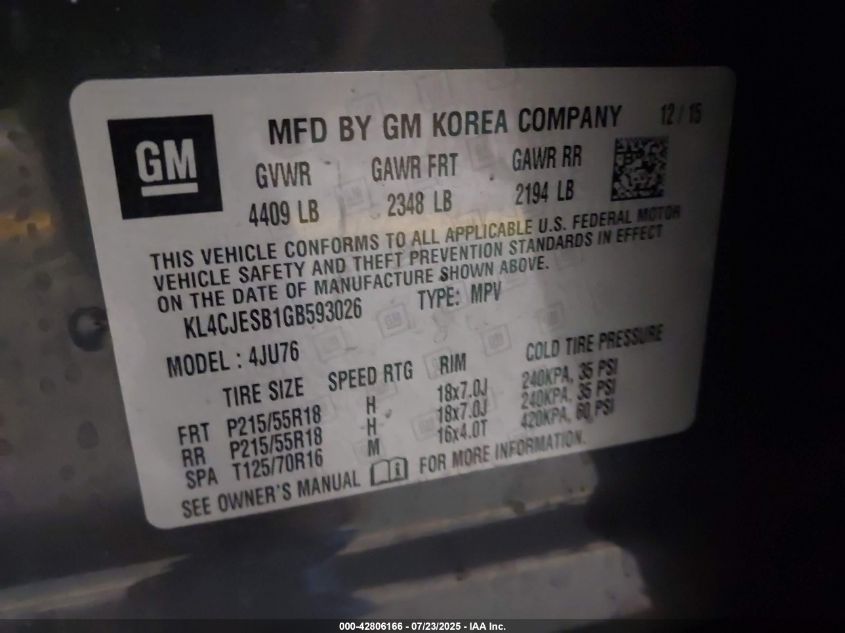 GM
MFD BY GM KOREA COMPANY 12 / 15
GVWR GAWR FRT GAWR RR
4409 LB 2348 LB 2194 LB
THIS VEHICLE CONFORMS TO ALL APPLICABLE U.S. FEDERAL MOTOR
VEHICLE SAFETY AND THEFT PREVENTION STANDARDS IN EFFECT
ON THE DATE OF MANUFACTURE SHOWN ABOVE.
KL4CJESB1GB593026 TYPE: MPV
MODEL : 4JU76
TIRE SIZE SPEED RTG RIM COLD TIRE PRESSURE
FRT P215/55R18 H 18x7.0J 240KPA, 35 PSI
RR P215/55R18 H 18x7.0J 240KPA, 35 PSI
SPA T125/70R16 M 16x4.0T 420KPA, 60 PSI
SEE OWNER'S MANUAL FOR MORE INFORMATION.
000-42806166 - 07/23/2025 - IAA Inc.